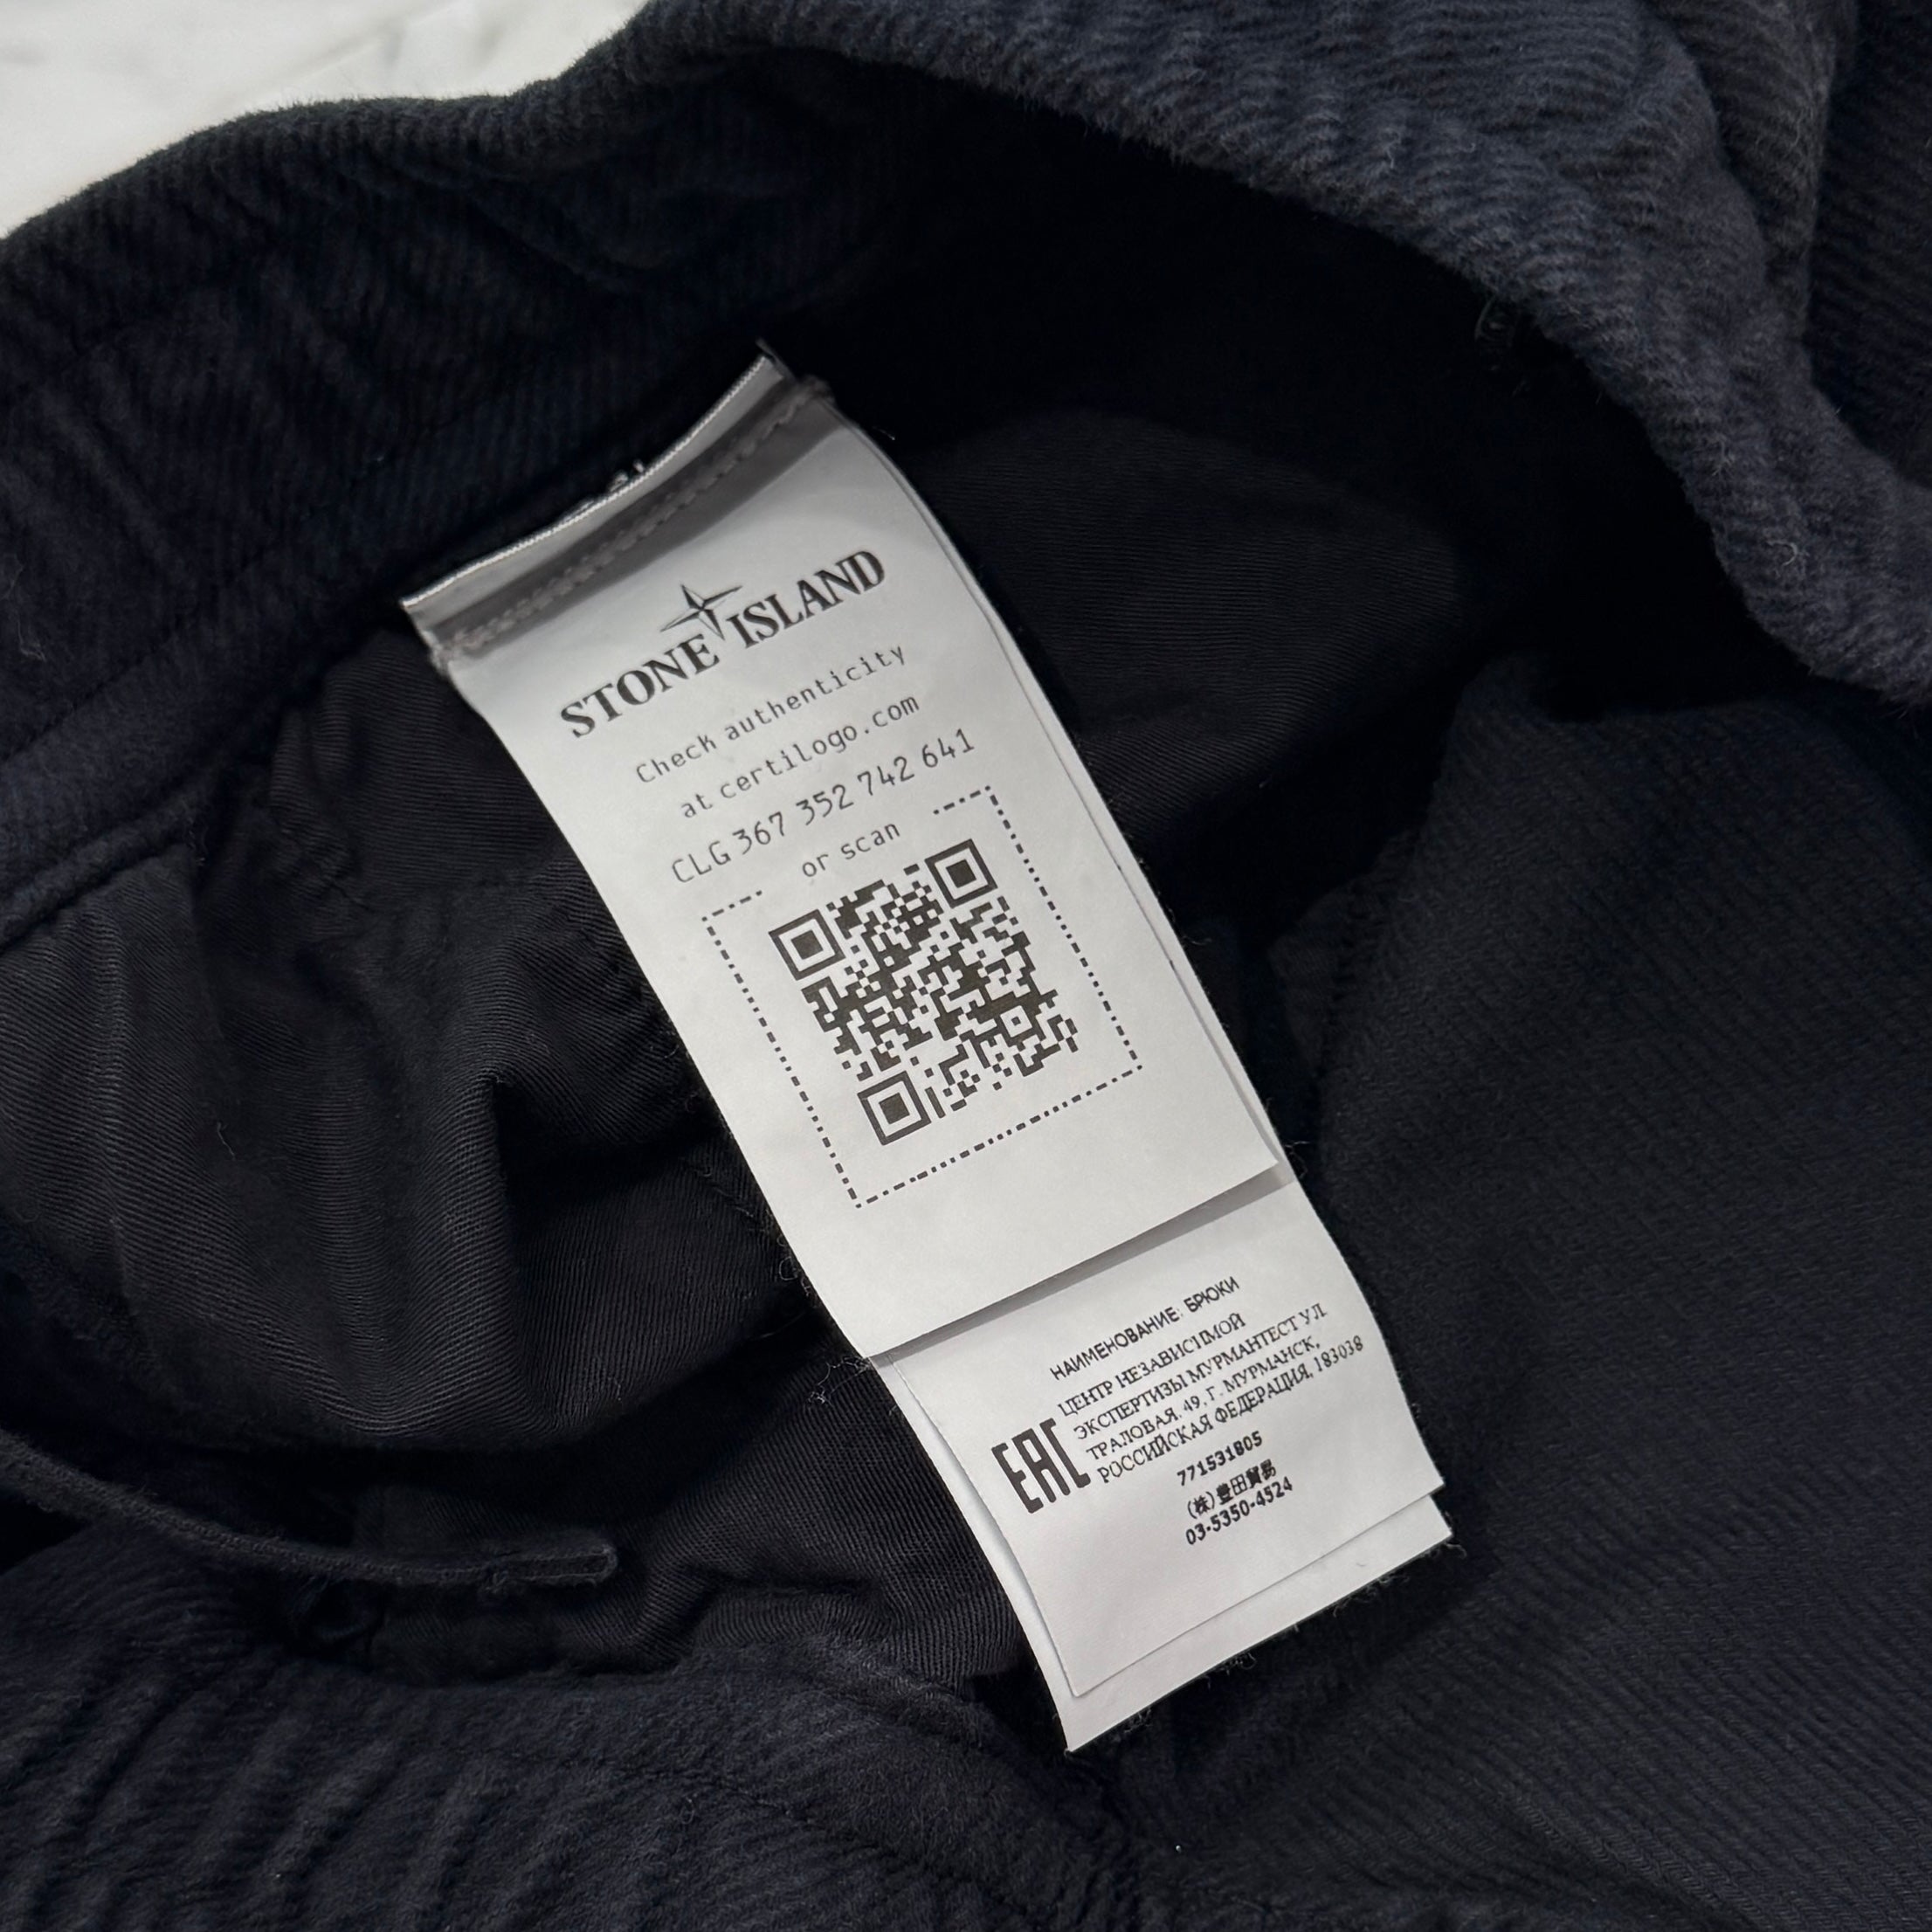 STONE ISLAND
Check authenticity
at certilogo.com
CLG 367 352 742 641
or scan
НАИМЕНОВАНИЕ: БРЮКИ
ЦЕНТР НЕЗАВИСИМОЙ
ЭКСПЕРТИЗЫ МУРМАНТЕСТ УЛ.
ТРАЛОВАЯ, 49, Г. МУРМАНСК,
РОССИЙСКАЯ ФЕДЕРАЦИЯ, 183038
EAC
771531805
(株)豊田貿易
03-5350-4524